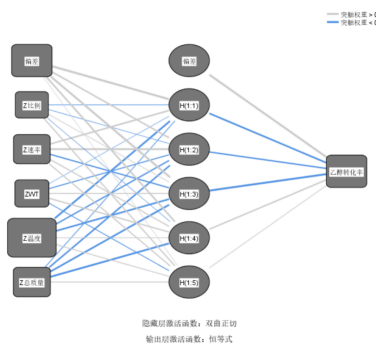 突触权重 > 0
突触权重 < 0
偏差
偏差
Z比例
H(1:1)
Z速率
H(1:2)
乙醇转化率
ZWT
H(1:3)
Z温度
H(1:4)
Z总质量
H(1:5)
隐藏层激活函数：双曲正切
输出层激活函数：恒等式